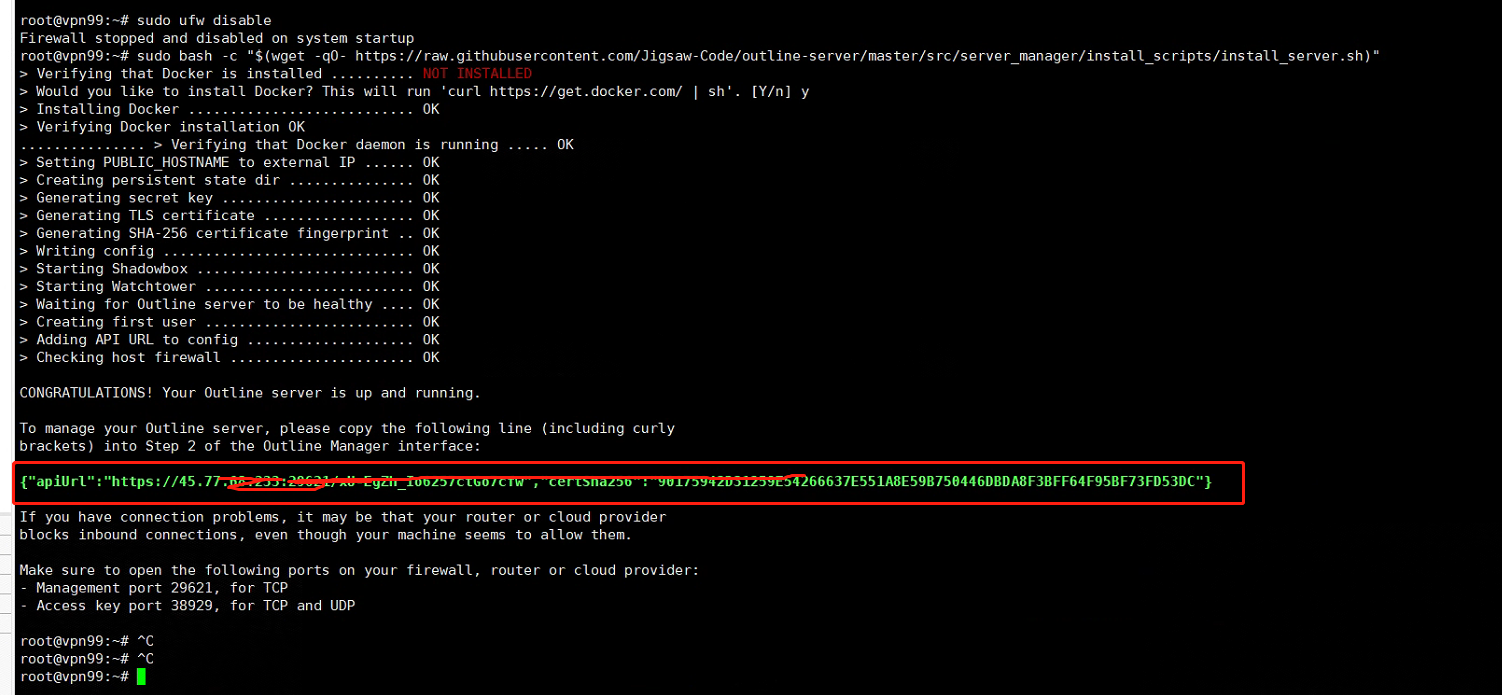 root@vpn99:~# sudo ufw disable
Firewall stopped and disabled on system startup
root@vpn99:~# sudo bash -c "$(wget -qO- https://raw.githubusercontent.com/Jigsaw-Code/outline-server/master/src/server_manager/install_scripts/install_server.sh)"
> Verifying that Docker is installed .......... NOT INSTALLED
> Would you like to install Docker? This will run 'curl https://get.docker.com/ | sh'. [Y/n] y
> Installing Docker ........................... OK
> Verifying Docker installation OK
............... > Verifying that Docker daemon is running ..... OK
> Setting PUBLIC_HOSTNAME to external IP ...... OK
> Creating persistent state dir ............... OK
> Generating secret key ....................... OK
> Generating TLS certificate .................. OK
> Generating SHA-256 certificate fingerprint .. OK
> Writing config .............................. OK
> Starting Shadowbox .......................... OK
> Starting Watchtower ......................... OK
> Waiting for Outline server to be healthy .... OK
> Creating first user ......................... OK
> Adding API URL to config .................... OK
> Checking host firewall ...................... OK
CONGRATULATIONS! Your Outline server is up and running.
To manage your Outline server, please copy the following line (including curly
brackets) into Step 2 of the Outline Manager interface:
{"apiUrl":"https://45.77
If you have connection problems, it may be that your router or cloud provider
blocks inbound connections, even though your machine seems to allow them.
Make sure to open the following ports on your firewall, router or cloud provider:
- Management port 29621, for TCP
- Access key port 38929, for TCP and UDP
root@vpn99:~# ^C
root@vpn99:~# ^C
root@vpn99:~#